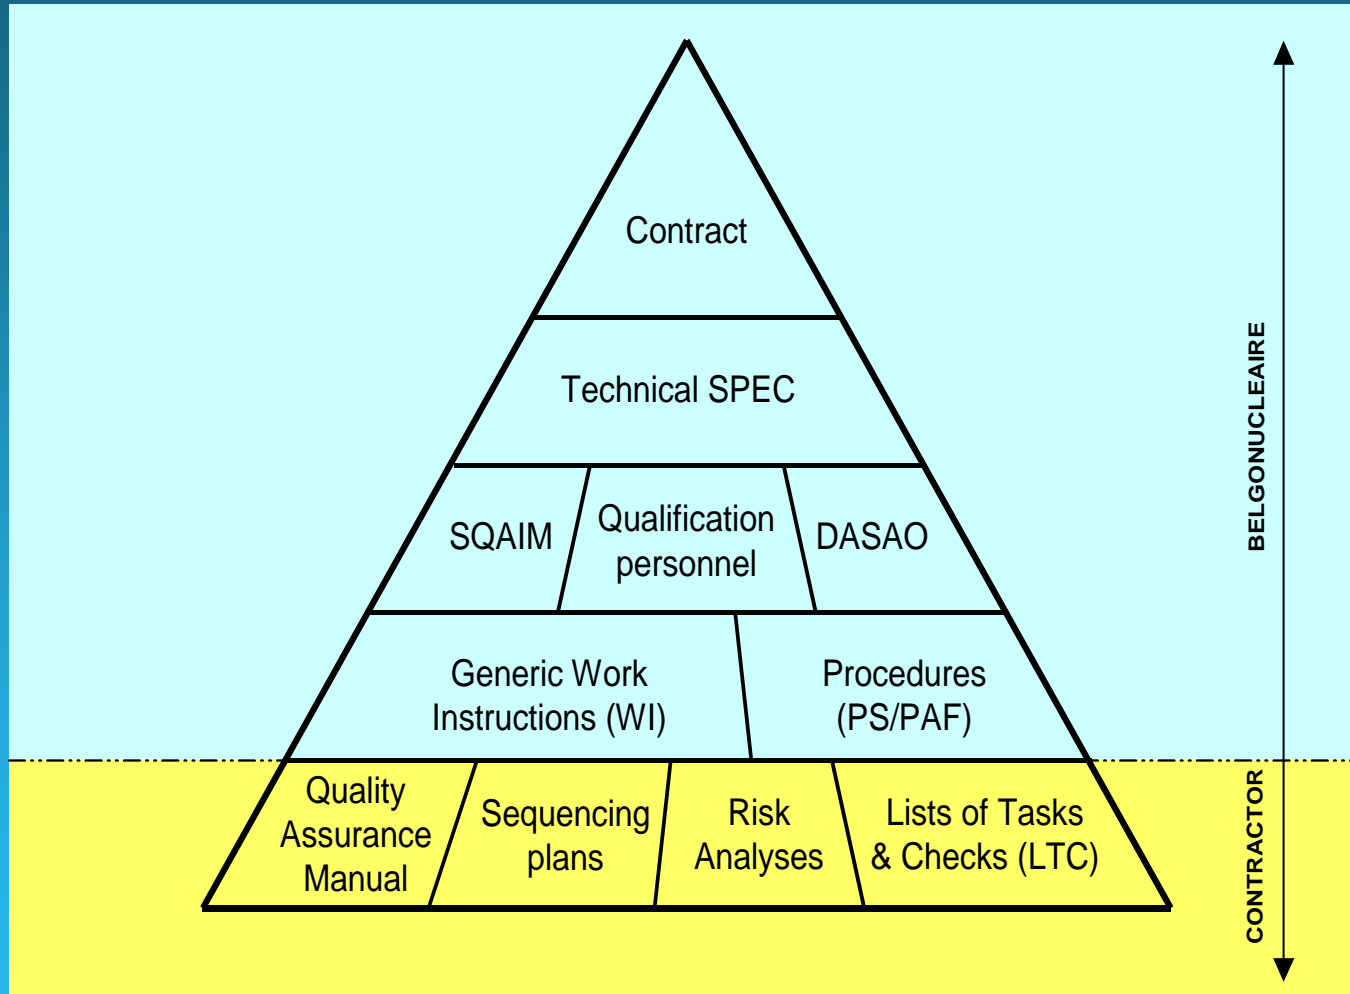 Contract
Technical SPEC
SQAIM
Qualification
personnel
DASAO
Generic Work
Instructions (WI)
Procedures
(PS/PAF)
Quality
Assurance
Manual
Sequencing
plans
Risk
Analyses
Lists of Tasks
& Checks (LTC)
BELGONUCLEAIRE
CONTRACTOR